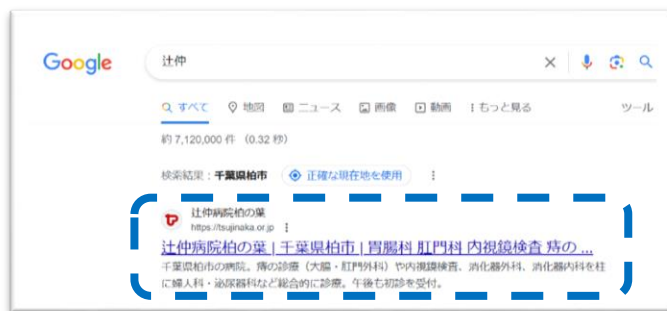 Google
辻仲
すべて 地図 ニュース 画像 動画 もっと見る ツール
約 7,120,000 件 (0.32 秒)
検索結果：千葉県柏市 正確な現在地を使用
辻仲病院柏の葉
https://tsujinaka.or.jp
辻仲病院柏の葉 | 千葉県柏市 | 胃腸科 肛門科 内視鏡検査 痔の ...
千葉県柏市の病院。痔の診療（大腸・肛門外科）や内視鏡検査、消化器外科、消化器内科を柱
に婦人科・泌尿器科など総合的に診療。午後も初診を受付。